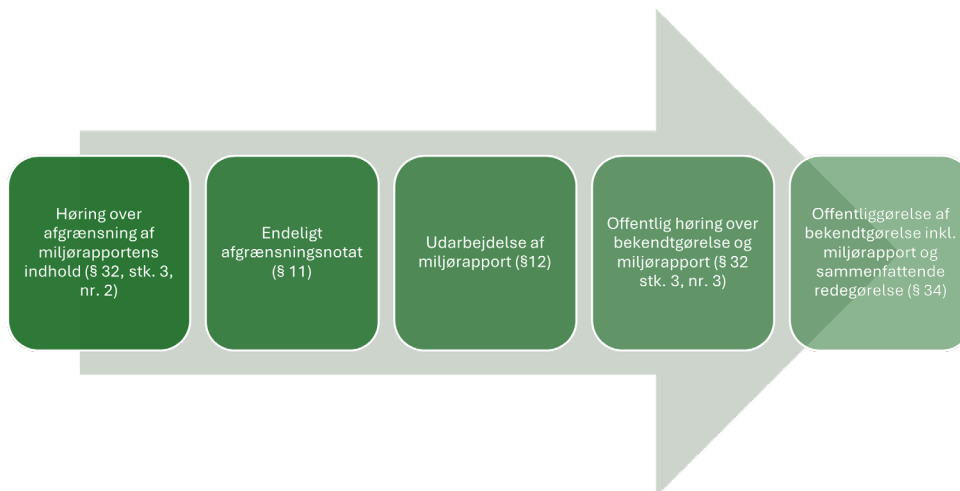 Høring over
afgrænsning af
miljørapportens
indhold (§ 32, stk. 3,
nr. 2)
Endeligt
afgrænsningsnotat
(§ 11)
Udarbejdelse af
miljørapport (§12)
Offentlig høring over
bekendtgørelse og
miljørapport (§ 32
stk. 3, nr. 3)
Offentliggørelse af
bekendtgørelse inkl.
miljørapport og
sammenfattende
redegørelse (§ 34)